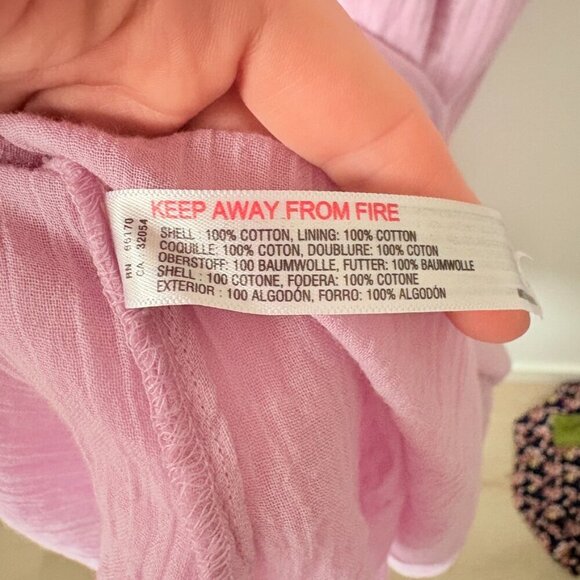 KEEP AWAY FROM FIRE
SHELL : 100% COTTON, LINING: 100% COTTON
COQUILLE: 100% COTON, DOUBLURE: 100% COTON
OBERSTOFF: 100 BAUMWOLLE, FUTTER: 100% BAUMWOLLE
SHELL : 100 COTONE, FODERA: 100% COTONE
EXTERIOR : 100 ALGODÓN, FORRO: 100% ALGODÓN
RN 55170
CA. 32054